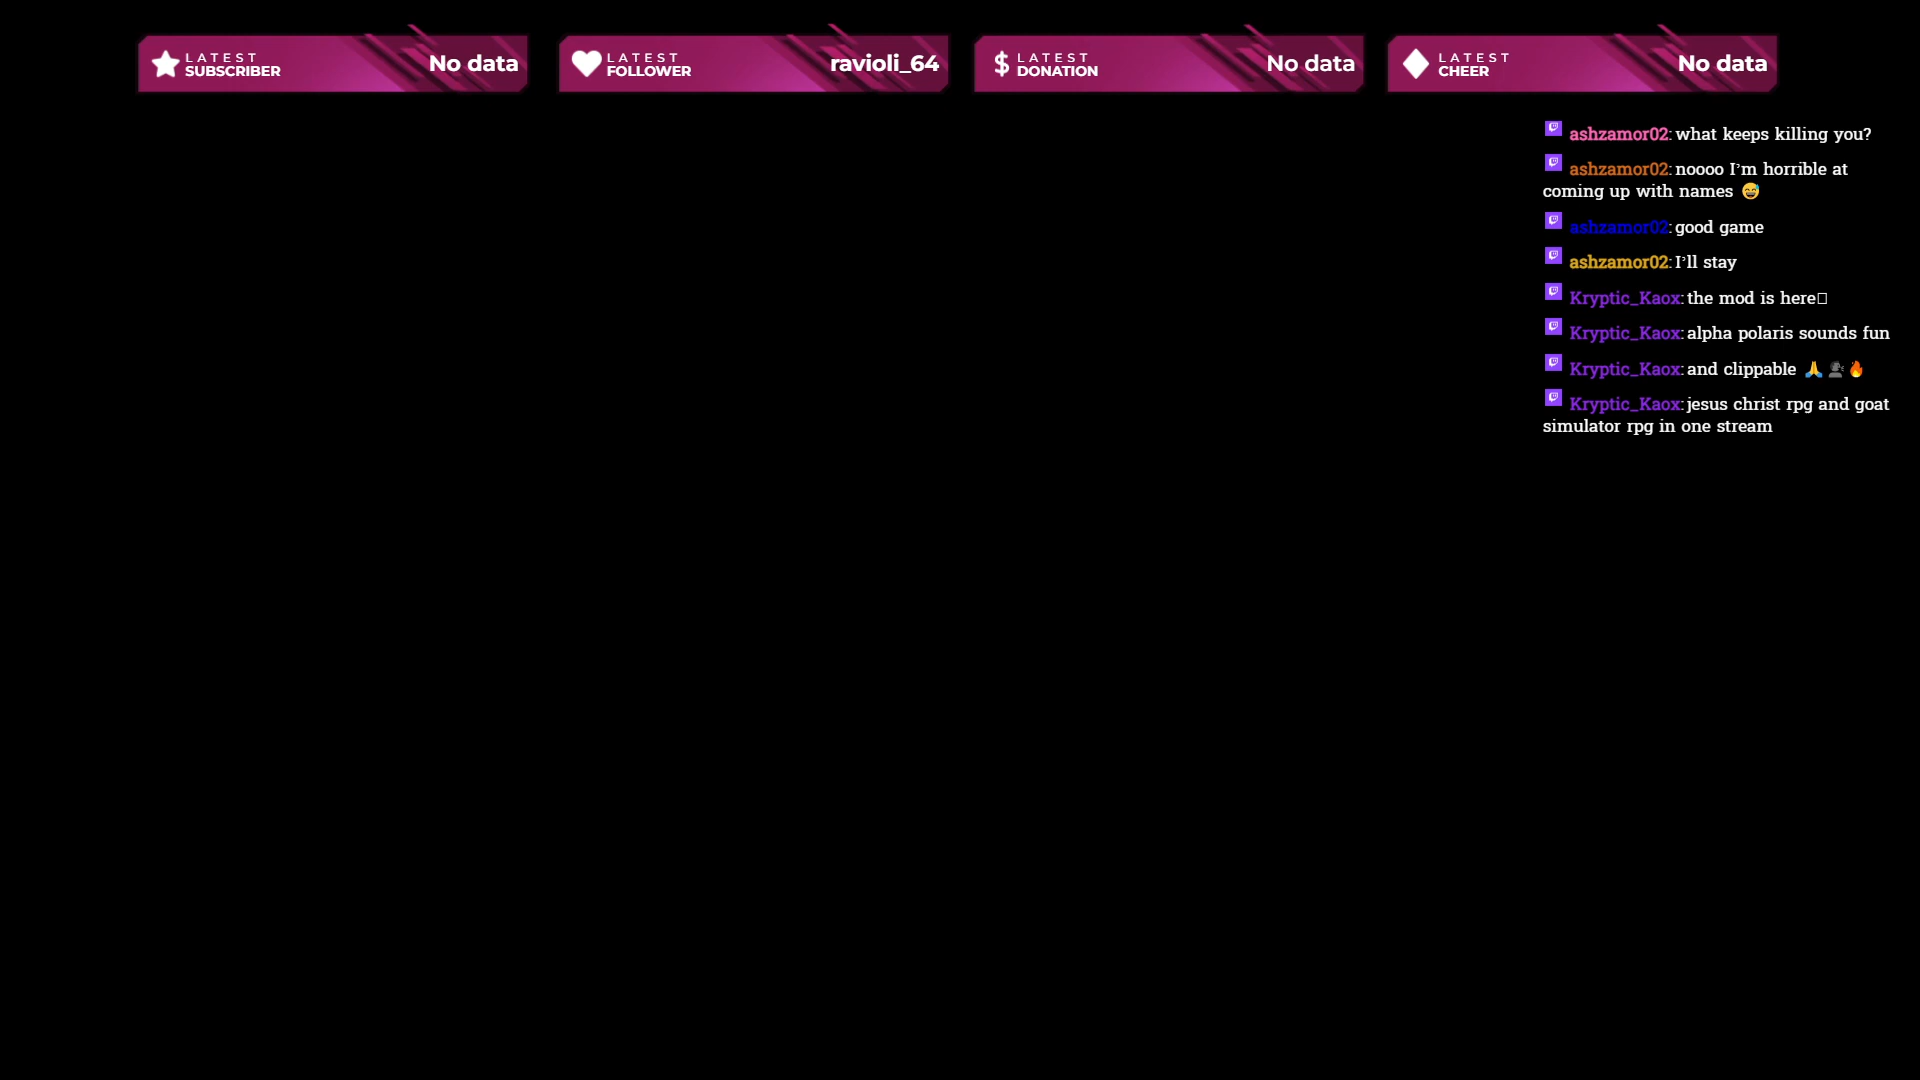 LATEST
SUBSCRIBER
No data
LATEST
FOLLOWER
ravioli_64
LATEST
DONATION
No data
LATEST
CHEER
No data
ashzamor02: what keeps killing you?
ashzamor02: noooo I'm horrible at
coming up with names 😅
ashzamor02: good game
ashzamor02: I'll stay
Kryptic_Kaox: the mod is here
Kryptic_Kaox: alpha polaris sounds fun
Kryptic_Kaox: and clippable 🙏🗣🔥
Kryptic_Kaox: jesus christ rpg and goat
simulator rpg in one stream